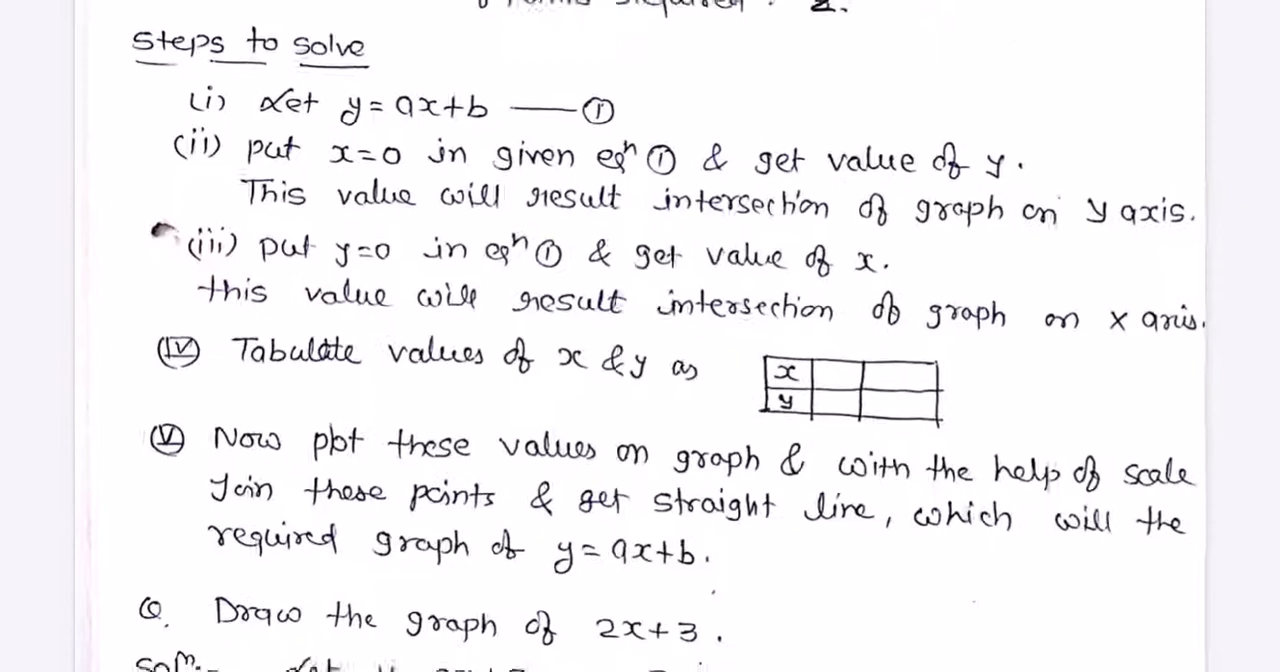 Steps to solve
(i) Let y = ax+b —— ①
(ii) put x=0 in given eqⁿ ① & get value of y.
This value will result intersection of graph on y axis.
(iii) put y=0 in eqⁿ ① & get value of x.
this value will result intersection of graph on x axis.
(IV) Tabulate values of x & y as
x
y
(V) Now plot these values on graph & with the help of scale
Join these points & get straight line, which will the
required graph of y = ax+b.
Q. Draw the graph of 2x+3.